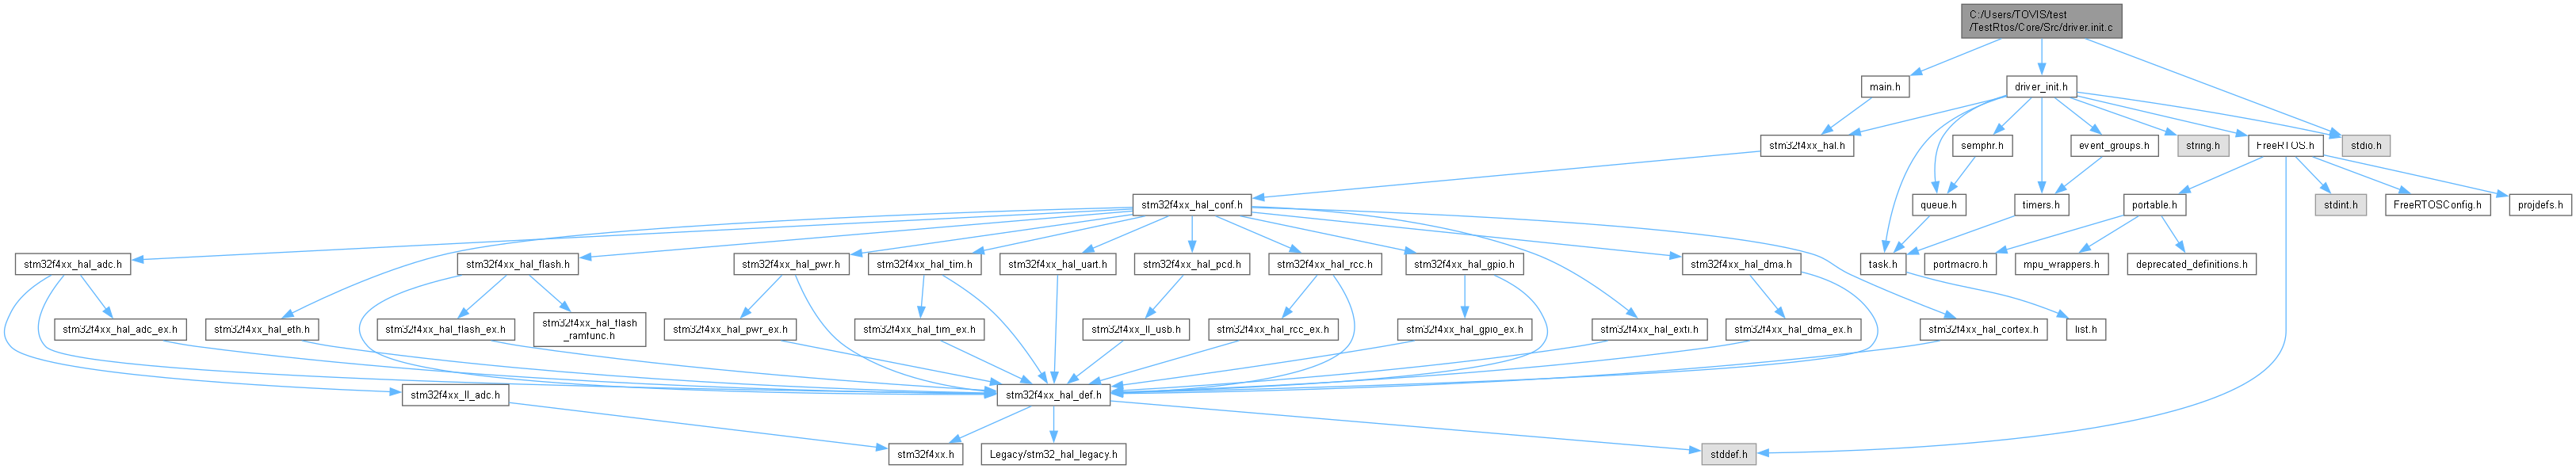 C:/Users/TOVIS/test
/TestRtos/Core/Src/driver.init.c
main.h
driver_init.h
stm32f4xx_hal.h
semphr.h
event_groups.h
string.h
FreeRTOS.h
stdio.h
stm32f4xx_hal_conf.h
queue.h
timers.h
portable.h
stdint.h
FreeRTOSConfig.h
projdefs.h
stm32f4xx_hal_adc.h
stm32f4xx_hal_flash.h
stm32f4xx_hal_pwr.h
stm32f4xx_hal_tim.h
stm32f4xx_hal_uart.h
stm32f4xx_hal_pcd.h
stm32f4xx_hal_rcc.h
stm32f4xx_hal_gpio.h
stm32f4xx_hal_dma.h
task.h
portmacro.h
mpu_wrappers.h
deprecated_definitions.h
stm32f4xx_hal_adc_ex.h
stm32f4xx_hal_eth.h
stm32f4xx_hal_flash_ex.h
stm32f4xx_hal_flash
_ramfunc.h
stm32f4xx_hal_pwr_ex.h
stm32f4xx_hal_tim_ex.h
stm32f4xx_ll_usb.h
stm32f4xx_hal_rcc_ex.h
stm32f4xx_hal_gpio_ex.h
stm32f4xx_hal_exti.h
stm32f4xx_hal_dma_ex.h
stm32f4xx_hal_cortex.h
list.h
stm32f4xx_ll_adc.h
stm32f4xx_hal_def.h
stm32f4xx.h
Legacy/stm32_hal_legacy.h
stddef.h